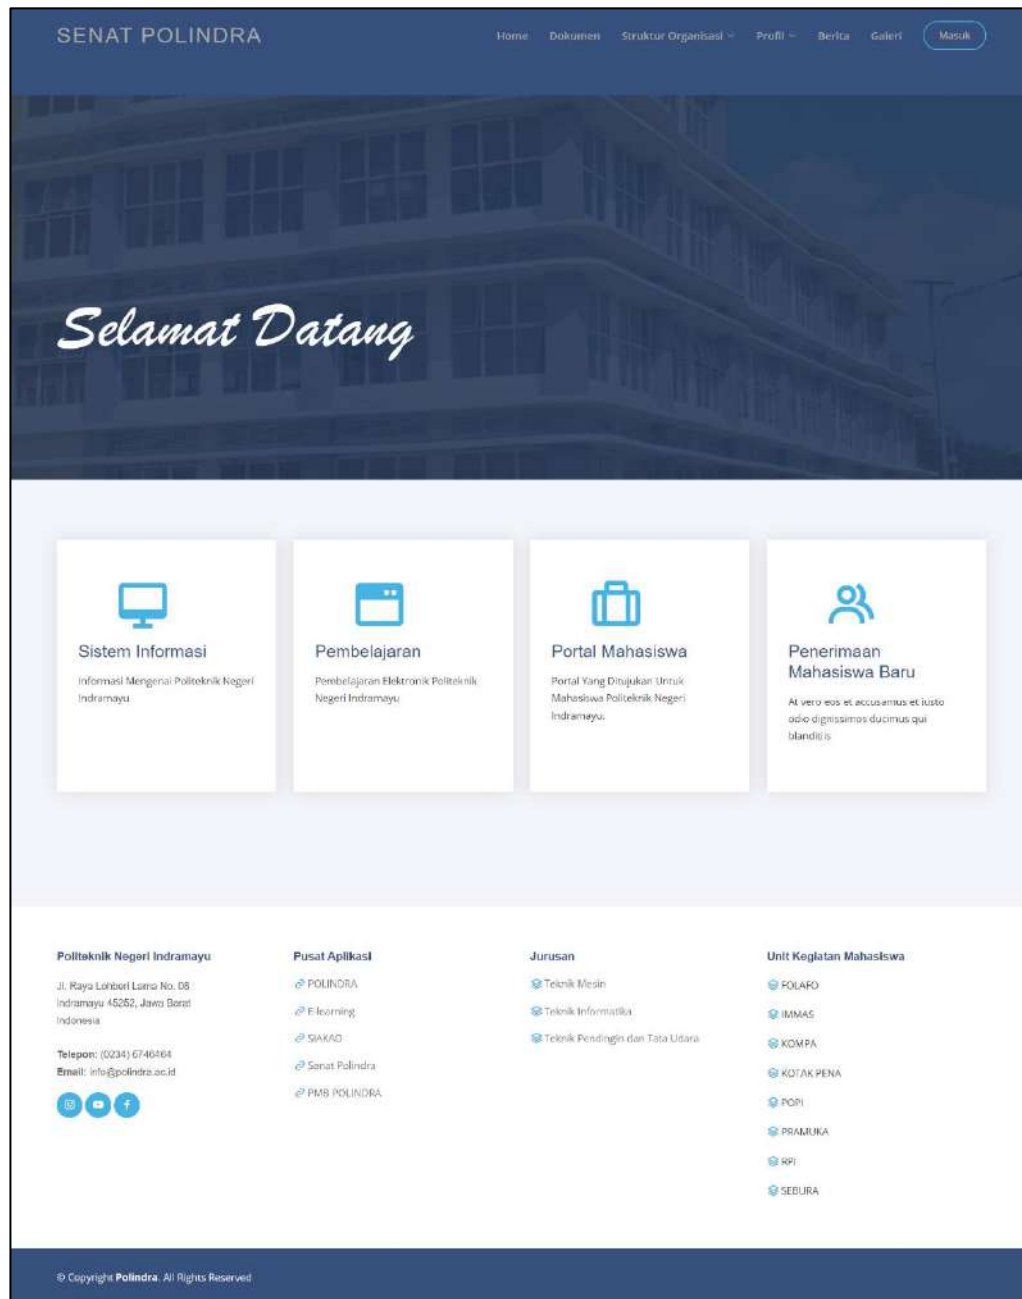 SENAT POLINDRA
Home Dokumen Struktur Organisasi Profil Berita Galeri Masuk
Selamat Datang
Sistem Informasi
Informasi Mengenai Politeknik Negeri
Indramayu
Pembelajaran
Pembelajaran Elektronik Politeknik
Negeri Indramayu
Portal Mahasiswa
Portal Yang Ditujukan Untuk
Mahasiswa Politeknik Negeri
Indramayu.
Penerimaan
Mahasiswa Baru
At vero eos et accusamus et iusto
odio dignissimos ducimus qui
blanditiis
Politeknik Negeri Indramayu
Jl. Raya Lohberi Lama No. 08
Indramayu 45252, Jawa Barat
Indonesia
Telepon: (0234) 5746464
Email: info@polindra.ac.id
Pusat Aplikasi
POLINDRA
E-learning
SIAKAD
Senat Polindra
PMB POLINDRA
Jurusan
Teknik Mesin
Teknik Informatika
Teknik Pendingin dan Tata Udara
Unit Kegiatan Mahasiswa
FOLAFO
IMMAS
KOMPA
KOTAK PENA
POPI
PRAMUKA
RPI
SEBURA
© Copyright Polindra. All Rights Reserved